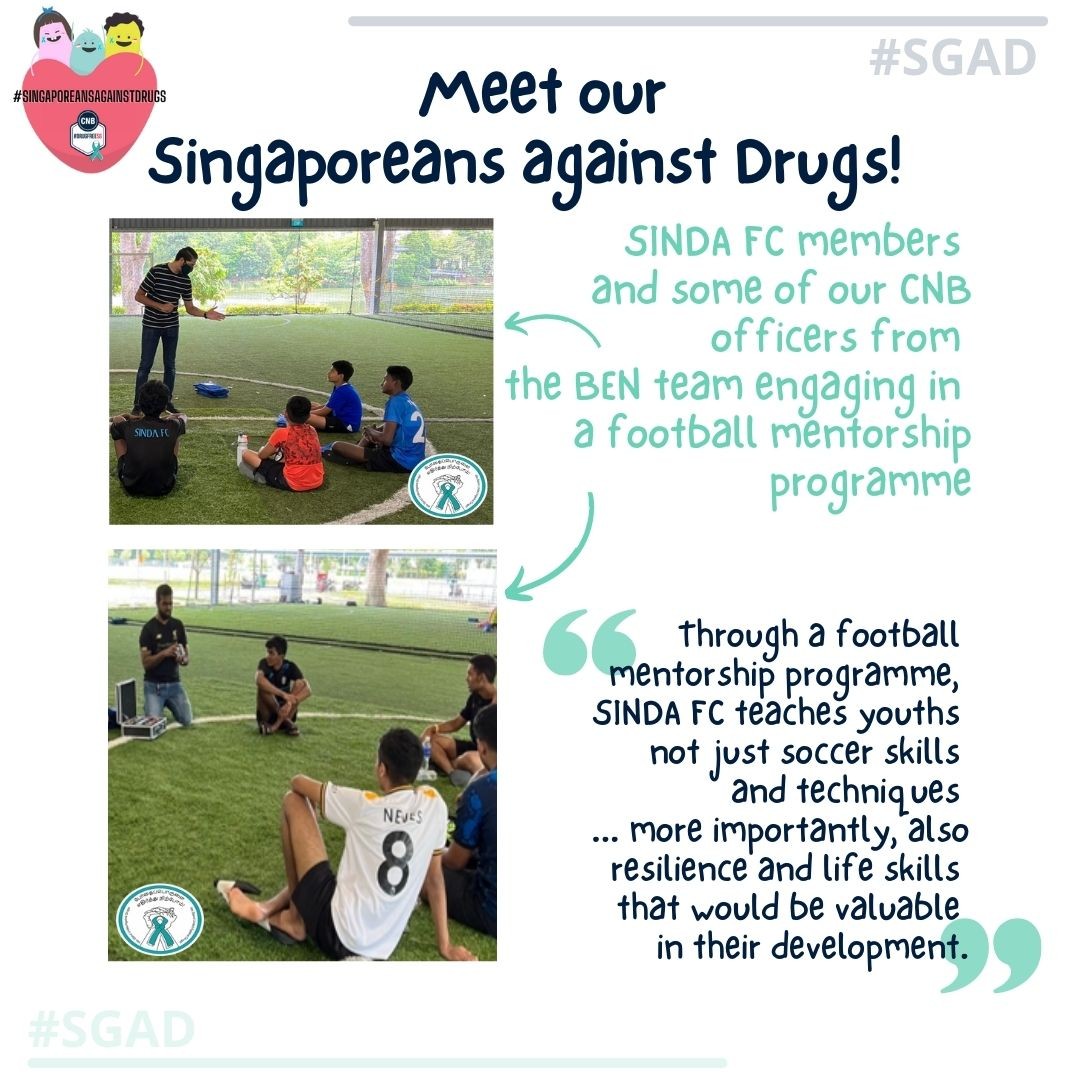 #SGAD
#SINGAPOREANSAGAINSTDRUGS
CNB
#DRUGFREESG
Meet our
Singaporeans against Drugs!
SINDA FC members
and some of our CNB
officers from
the BEN team engaging in
a football mentorship
programme
SINDA FC
2
போதைப்பொருளை
எதிர்த்து நிற்போம்
“Through a football
mentorship programme,
SINDA FC teaches youths
not just soccer skills
and techniques
... more importantly, also
resilience and life skills
that would be valuable
in their development.”
NEVES
8
போதைப்பொருளை
எதிர்த்து நிற்போம்
#SGAD